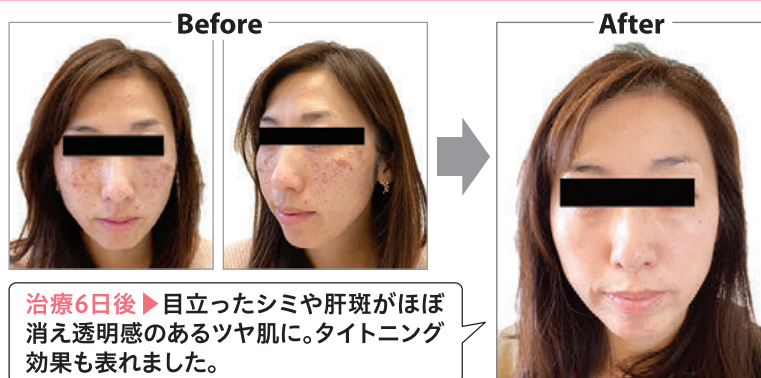 Before
After
治療6日後▶目立ったシミや肝斑がほぼ
消え透明感のあるツヤ肌に。タイトニング
効果も表れました。